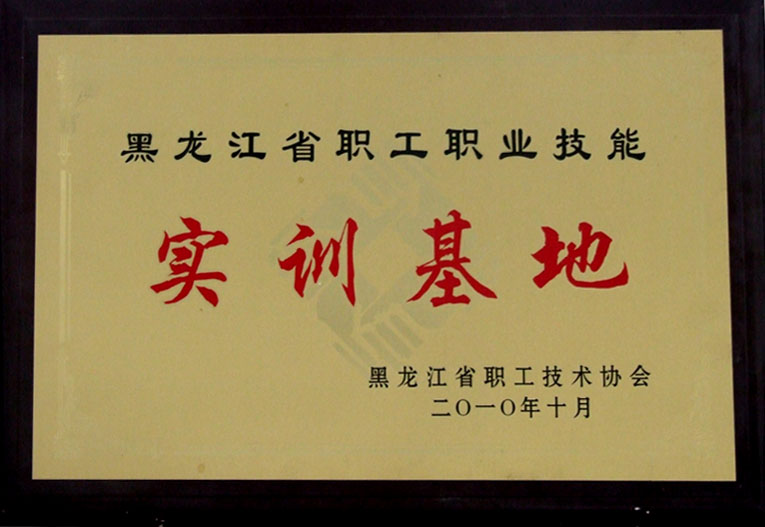 黑龙江省职工职业技能
实训基地
黑龙江省职工技术协会
二〇一〇年十月